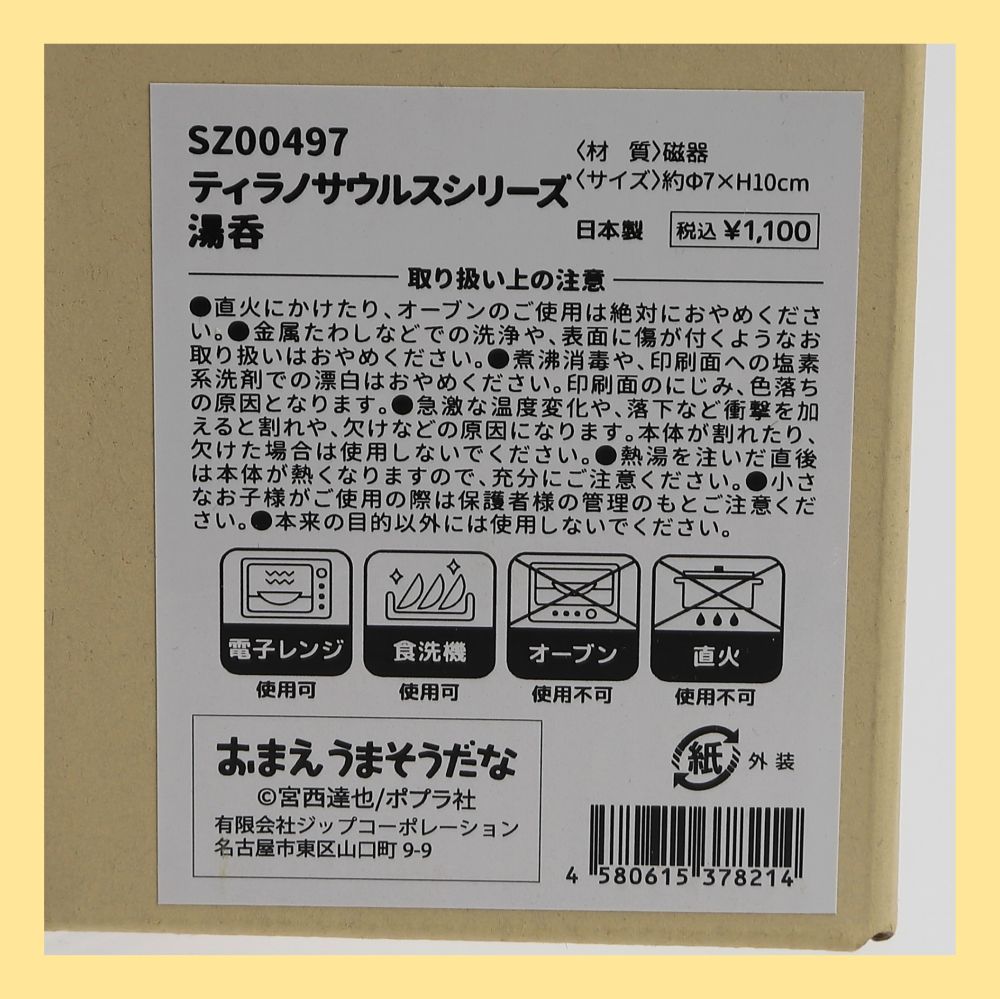 SZ00497
ティラノサウルスシリーズ
湯呑
〈材　質〉磁器
〈サイズ〉約Φ7×H10cm
日本製　税込 ¥1,100
取り扱い上の注意
●直火にかけたり、オーブンのご使用は絶対におやめくださ
い。●金属たわしなどでの洗浄や、表面に傷が付くようなお
取り扱いはおやめください。●煮沸消毒や、印刷面への塩素
系洗剤での漂白はおやめください。印刷面のにじみ、色落ち
の原因となります。●急激な温度変化や、落下など衝撃を加
えると割れや、欠けなどの原因になります。本体が割れたり、
欠けた場合は使用しないでください。●熱湯を注いだ直後
は本体が熱くなりますので、充分にご注意ください。●小さ
なお子様がご使用の際は保護者様の管理のもとご注意くだ
さい。●本来の目的以外には使用しないでください。
電子レンジ　食洗機　オーブン　直火
使用可　使用可　使用不可　使用不可
おまえうまそうだな
©宮西達也/ポプラ社
有限会社ジップコーポレーション
名古屋市東区山口町 9-9
紙 外装
4 580615 378214